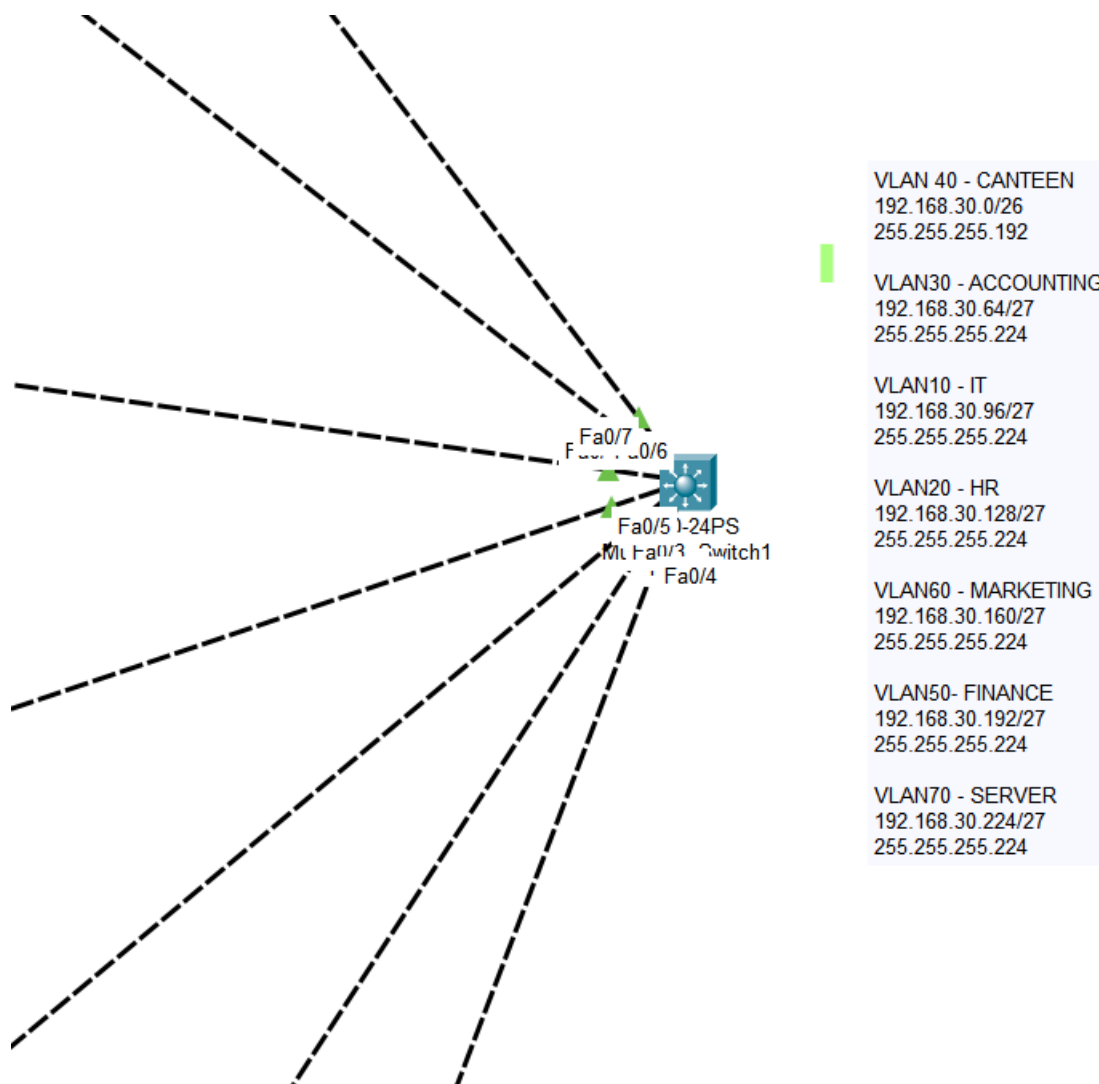 Fa0/7
Fa0/6
Fa0/5 0-24PS
Fa0/3 Switch1
Fa0/4
VLAN 40 - CANTEEN
192.168.30.0/26
255.255.255.192
VLAN30 - ACCOUNTING
192.168.30.64/27
255.255.255.224
VLAN10 - IT
192.168.30.96/27
255.255.255.224
VLAN20 - HR
192.168.30.128/27
255.255.255.224
VLAN60 - MARKETING
192.168.30.160/27
255.255.255.224
VLAN50- FINANCE
192.168.30.192/27
255.255.255.224
VLAN70 - SERVER
192.168.30.224/27
255.255.255.224